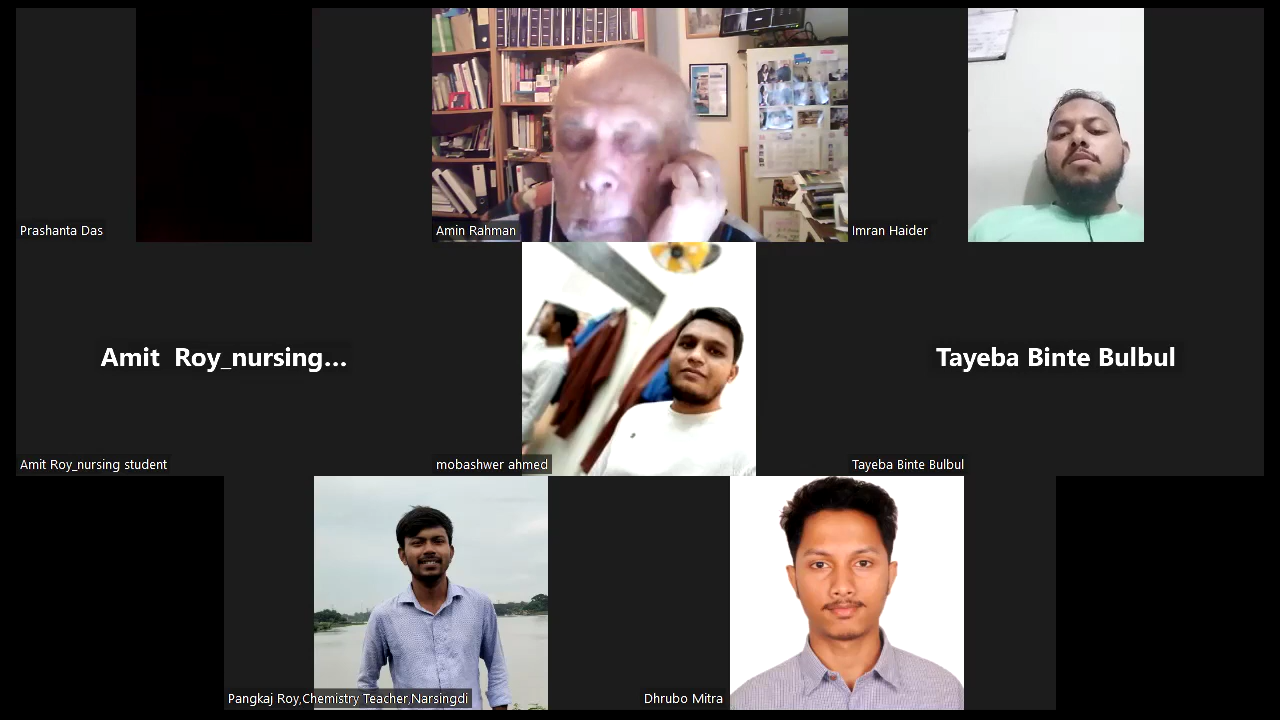 Prashanta Das
Amin Rahman
Imran Haider
Amit  Roy_nursing...
Tayeba Binte Bulbul
Amit Roy_nursing student
mobashwer ahmed
Tayeba Binte Bulbul
Pangkaj Roy,Chemistry Teacher,Narsingdi
Dhrubo Mitra